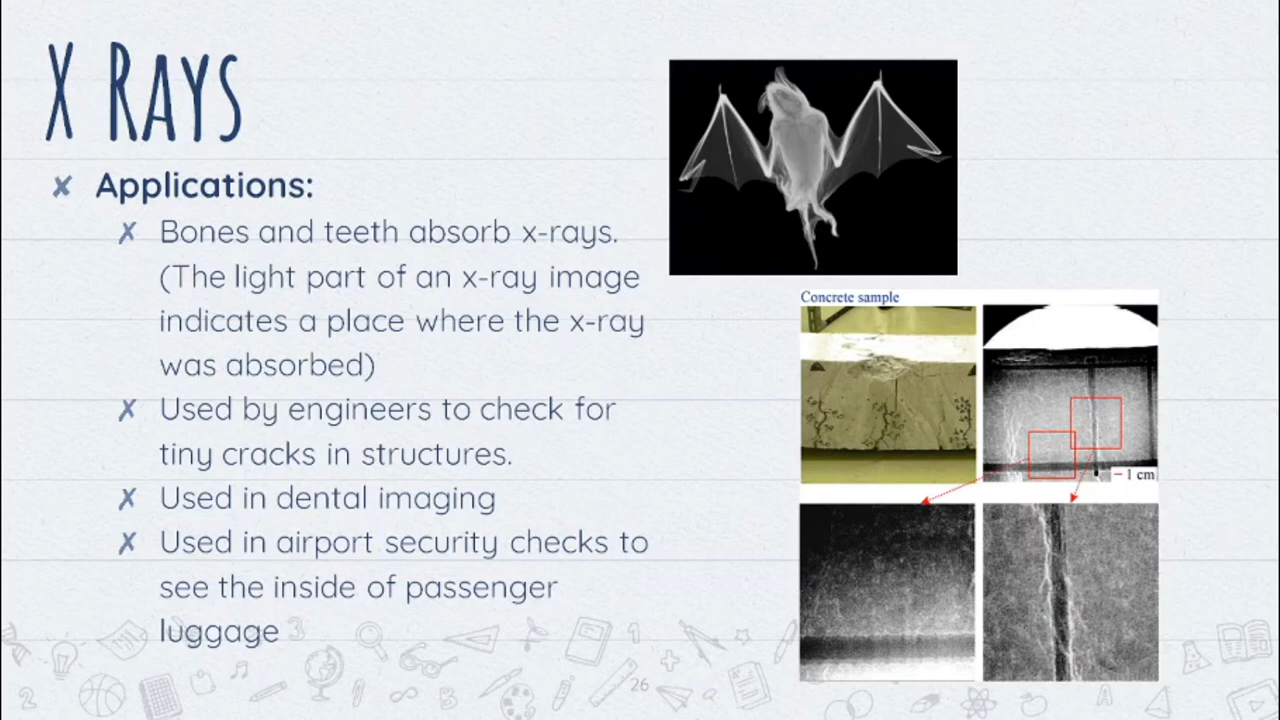 X Rays
Applications:
Bones and teeth absorb x-rays.
(The light part of an x-ray image
indicates a place where the x-ray
was absorbed)
Used by engineers to check for
tiny cracks in structures.
Used in dental imaging
Used in airport security checks to
see the inside of passenger
luggage
Concrete sample
1 cm
26